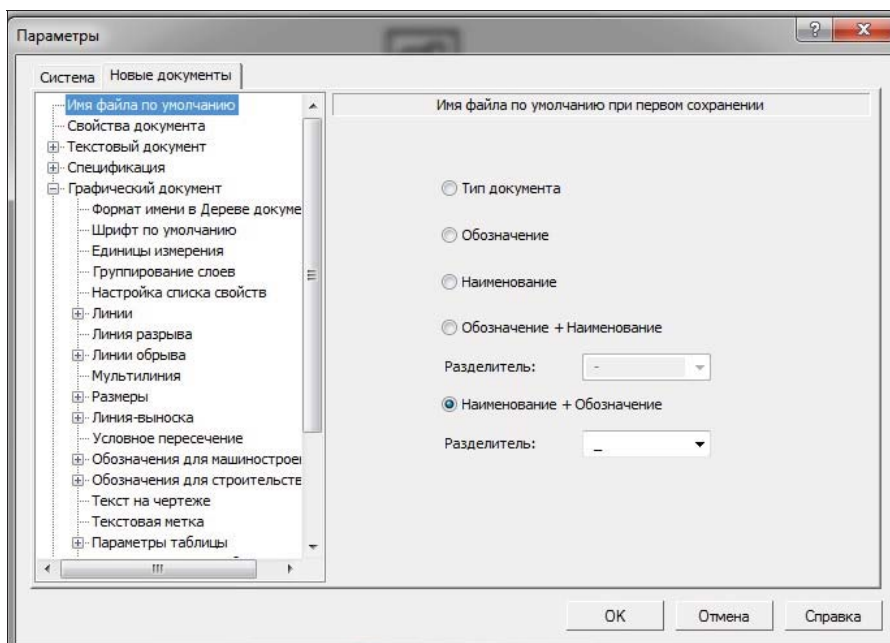 Параметры
Система
Новые документы
Имя файла по умолчанию
Свойства документа
Текстовый документ
Спецификация
Графический документ
Формат имени в Дереве докуме
Шрифт по умолчанию
Единицы измерения
Группирование слоев
Настройка списка свойств
Линии
Линия разрыва
Линии обрыва
Мультилиния
Размеры
Линия-выноска
Условное пересечение
Обозначения для машиностроен
Обозначения для строительств
Текст на чертеже
Текстовая метка
Параметры таблицы
Имя файла по умолчанию при первом сохранении
Тип документа
Обозначение
Наименование
Обозначение + Наименование
Разделитель: -
Наименование + Обозначение
Разделитель: _
OK
Отмена
Справка